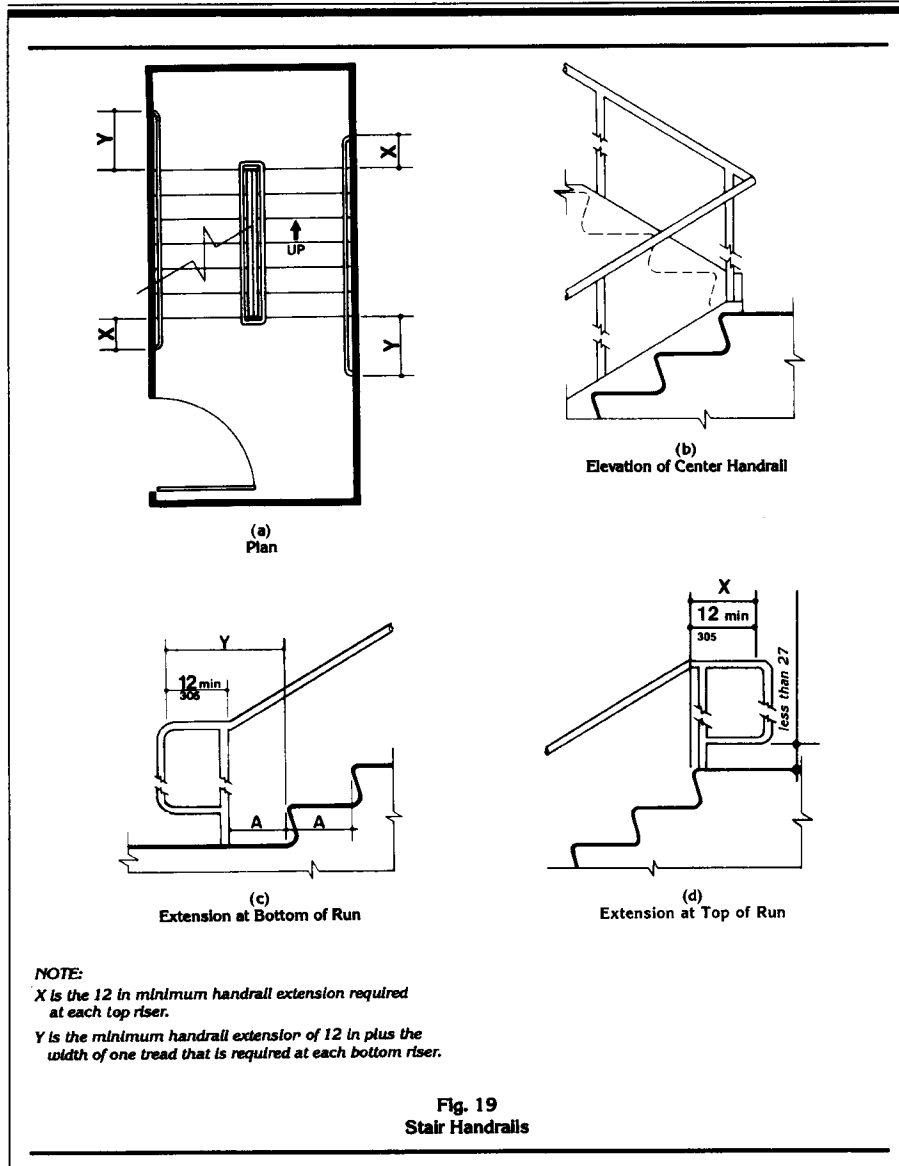 Y
X
UP
X
Y
(a)
Plan
(b)
Elevation of Center Handrail
Y
12 min
305
A
A
(c)
Extension at Bottom of Run
X
12 min
305
less than 27
(d)
Extension at Top of Run
NOTE:
X is the 12 in minimum handrail extension required
at each top riser.
Y is the minimum handrail extension of 12 in plus the
width of one tread that is required at each bottom riser.
Fig. 19
Stair Handrails